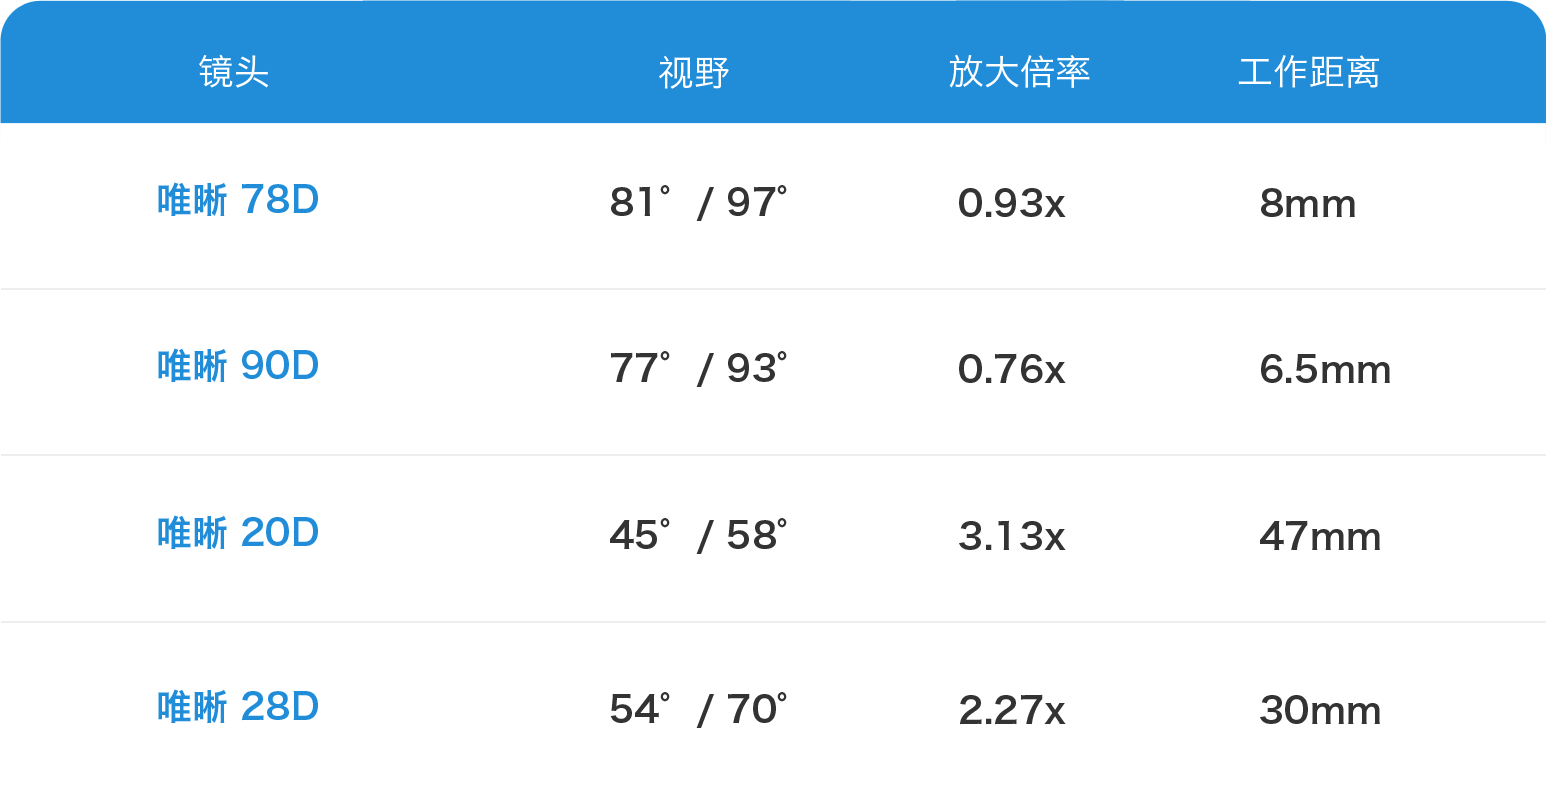 镜头 视野 放大倍率 工作距离
唯晰 78D 81° / 97° 0.93x 8mm
唯晰 90D 77° / 93° 0.76x 6.5mm
唯晰 20D 45° / 58° 3.13x 47mm
唯晰 28D 54° / 70° 2.27x 30mm